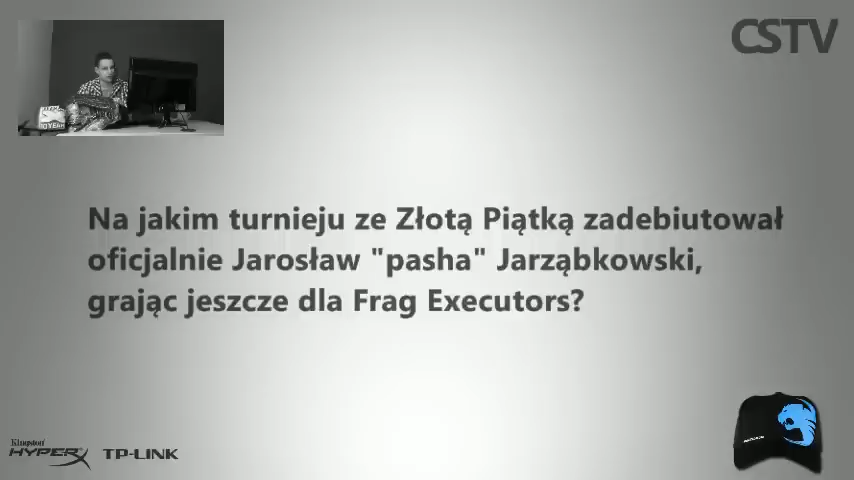 CSTV
Na jakim turnieju ze Złotą Piątką zadebiutował
oficjalnie Jarosław "pasha" Jarząbkowski,
grając jeszcze dla Frag Executors?
Kingston
HYPERX TP-LINK